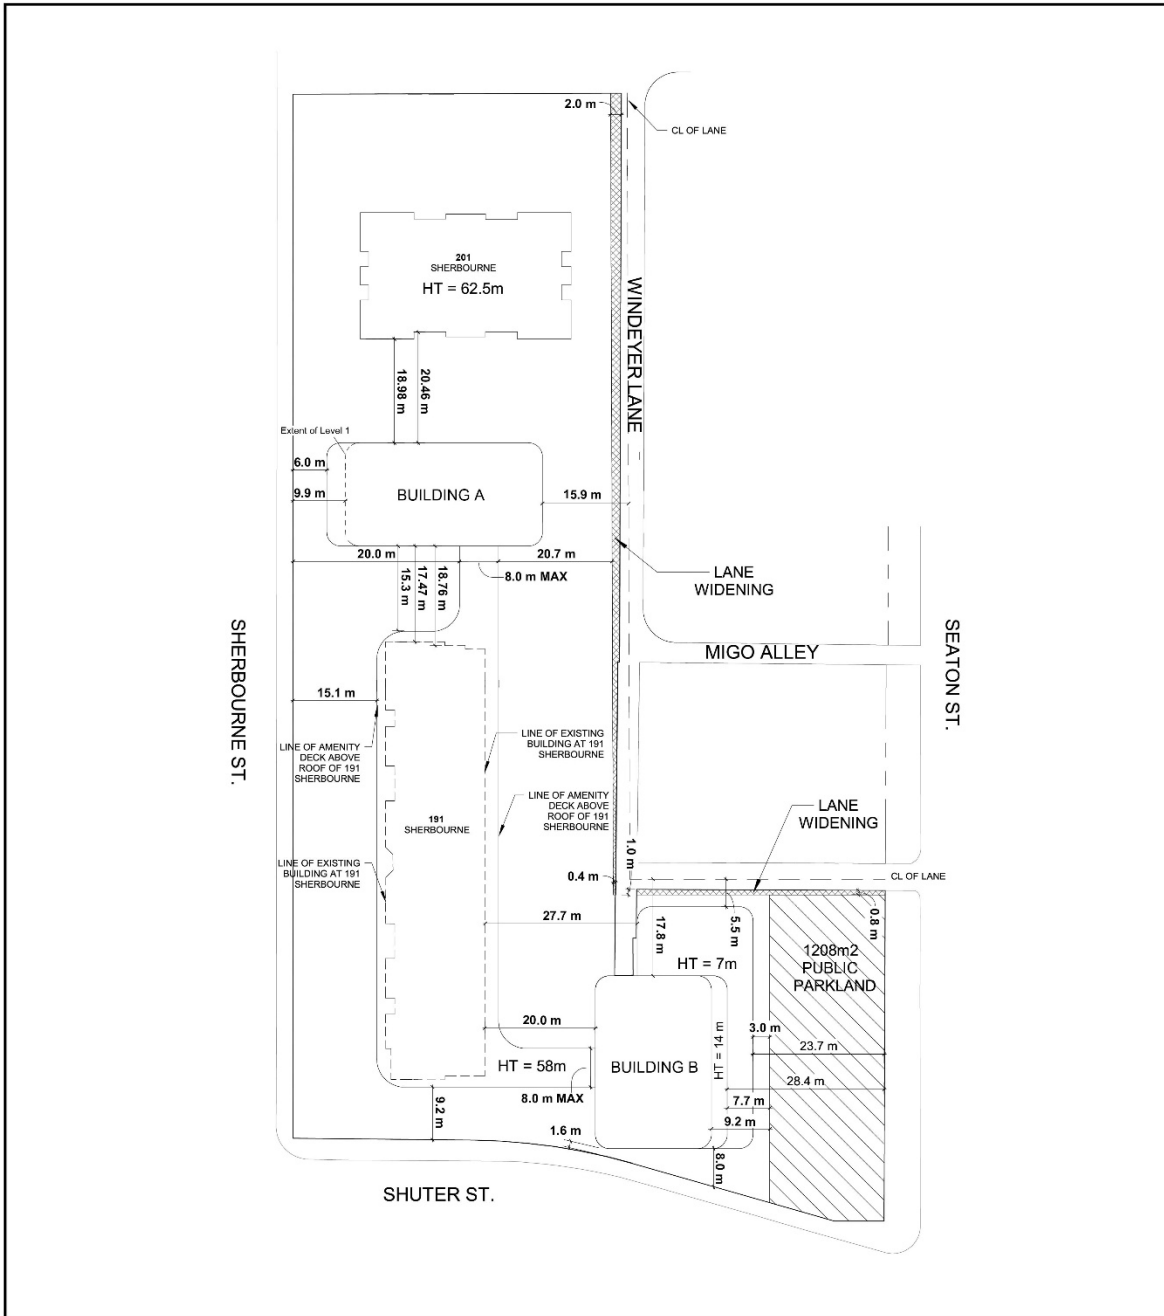 2.0 m
CL OF LANE
201
SHERBOURNE
HT = 62.5m
WINDEYER LANE
18.98 m
20.46 m
Extent of Level 1
6.0 m
9.9 m
BUILDING A
15.9 m
20.0 m
20.7 m
8.0 m MAX
15.3 m
17.47 m
18.76 m
LANE
WIDENING
SHERBOURNE ST.
MIGO ALLEY
SEATON ST.
15.1 m
LINE OF AMENITY
DECK ABOVE
ROOF OF 191
SHERBOURNE
LINE OF EXISTING
BUILDING AT 191
SHERBOURNE
LINE OF AMENITY
DECK ABOVE
ROOF OF 191
SHERBOURNE
191
SHERBOURNE
LANE
WIDENING
LINE OF EXISTING
BUILDING AT 191
SHERBOURNE
1.0 m
0.4 m
CL OF LANE
27.7 m
17.8 m
5.5 m
0.8 m
HT = 7m
1208m2
PUBLIC
PARKLAND
20.0 m
3.0 m
23.7 m
HT = 58m
BUILDING B
HT = 14 m
28.4 m
8.0 m MAX
7.7 m
9.2 m
9.2 m
1.6 m
8.0 m
SHUTER ST.